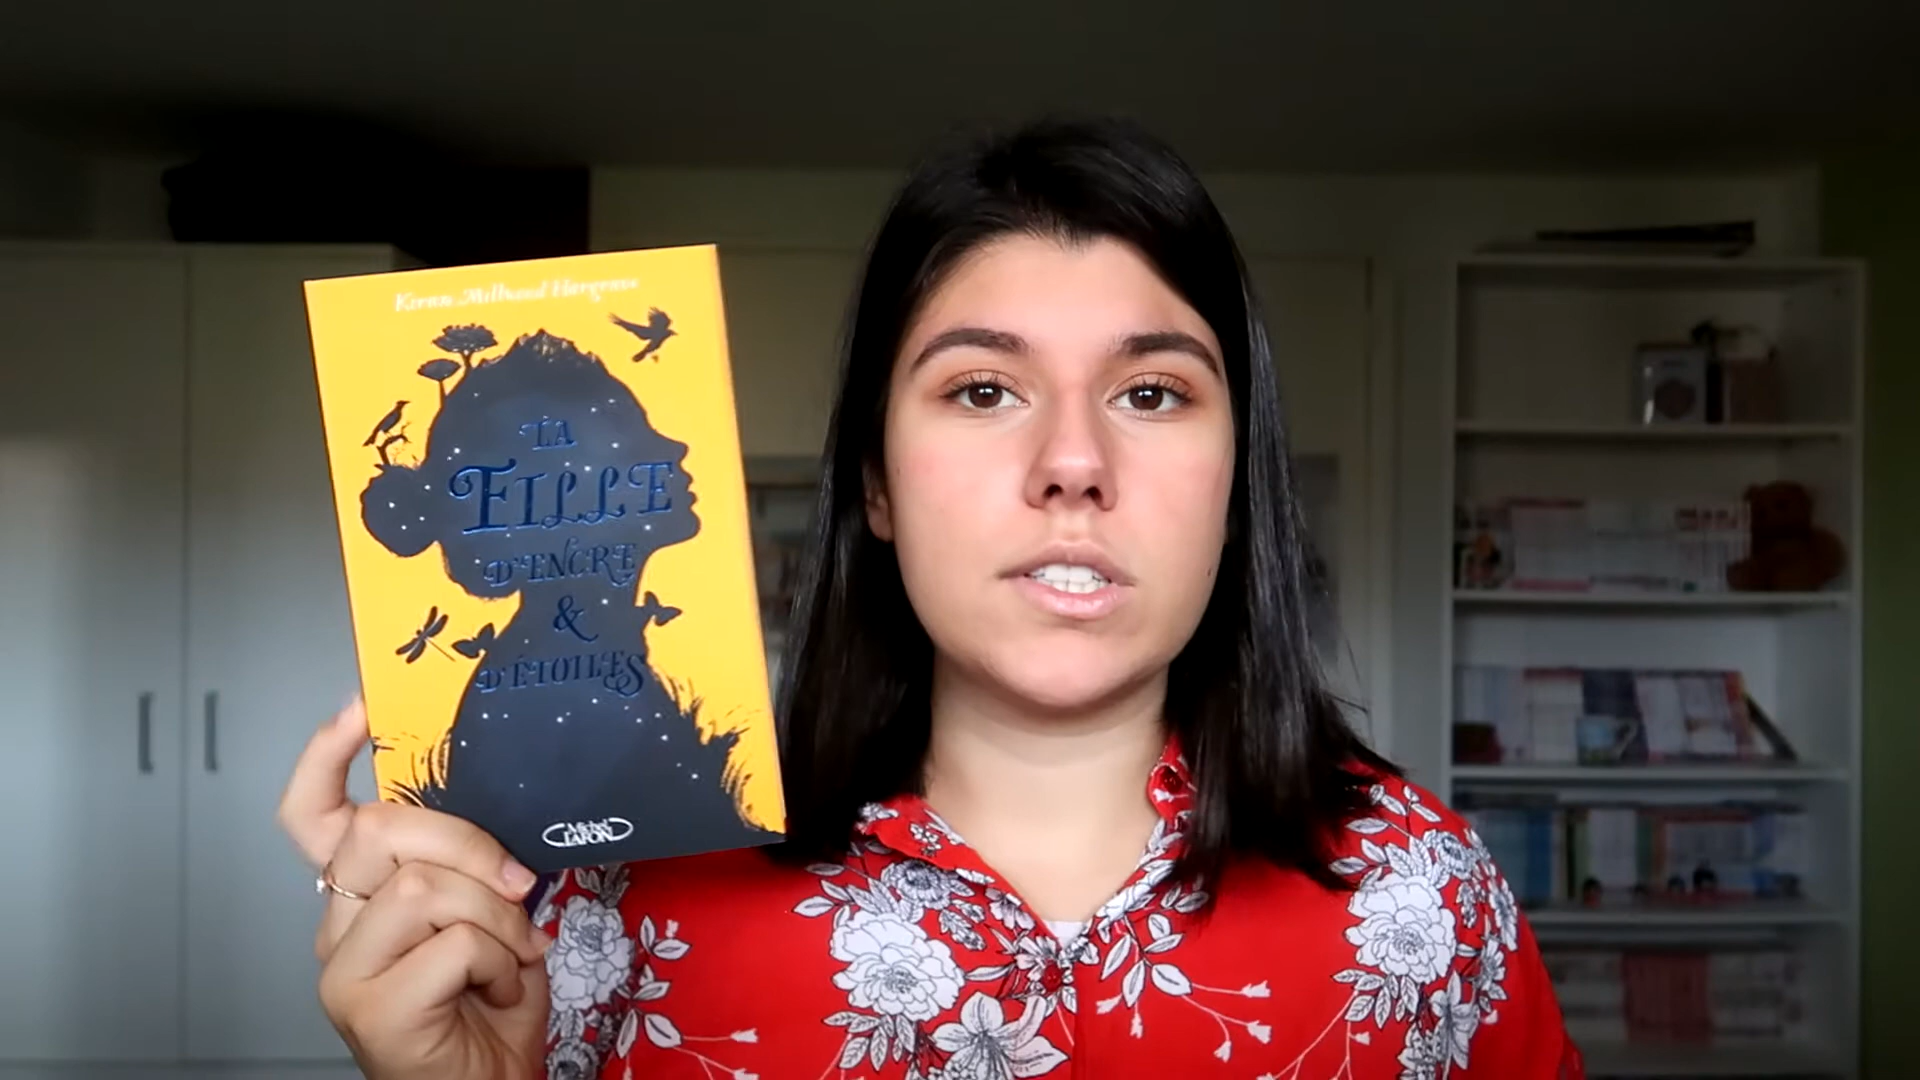 Kiran Millwood Hargrave
LA
FILLE
D'ENCRE
&
D'ÉTOILES
Michel
LAFON